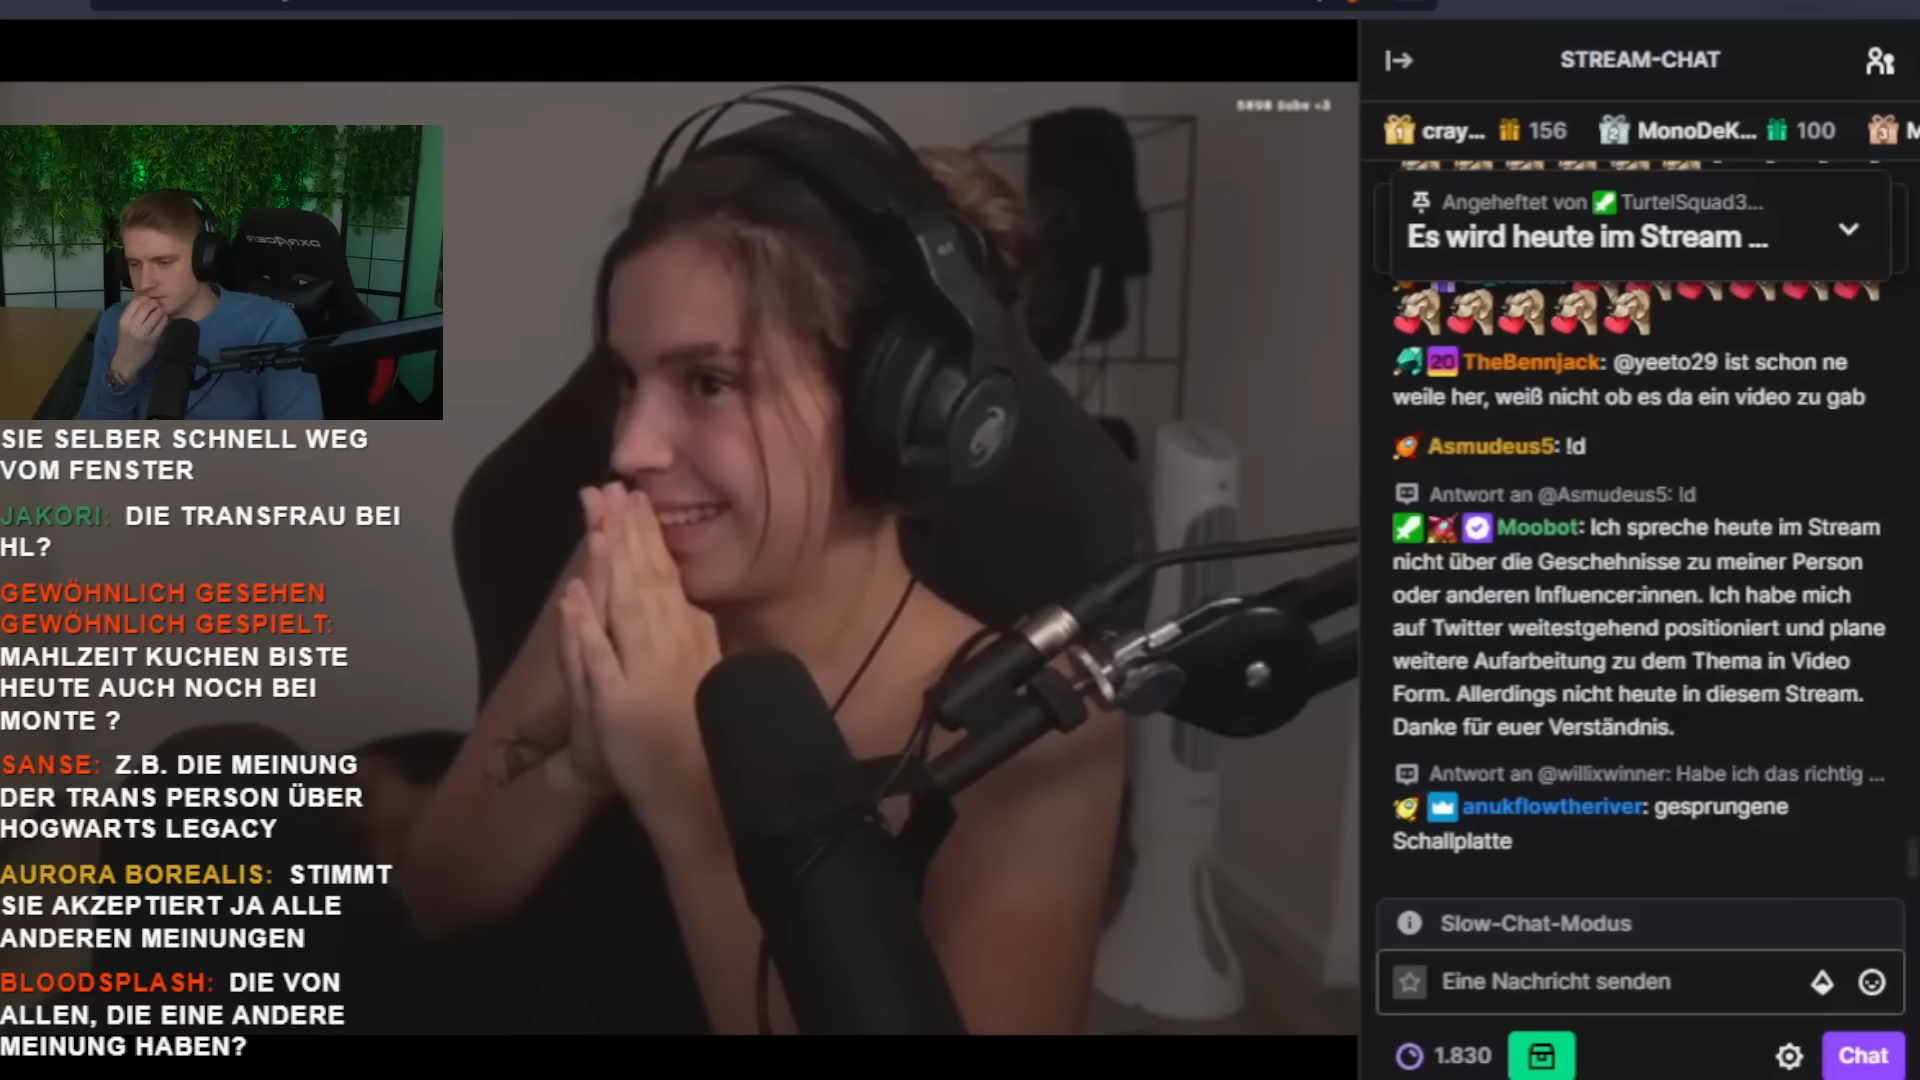 5898 Subs
SIE SELBER SCHNELL WEG
VOM FENSTER
JAKORI: DIE TRANSFRAU BEI
HL?
GEWÖHNLICH GESEHEN
GEWÖHNLICH GESPIELT:
MAHLZEIT KUCHEN BISTE
HEUTE AUCH NOCH BEI
MONTE ?
SANSE: Z.B. DIE MEINUNG
DER TRANS PERSON ÜBER
HOGWARTS LEGACY
AURORA BOREALIS: STIMMT
SIE AKZEPTIERT JA ALLE
ANDEREN MEINUNGEN
BLOODSPLASH: DIE VON
ALLEN, DIE EINE ANDERE
MEINUNG HABEN?
STREAM-CHAT
1 cray... 156 2 MonoDeK... 100 3 M
Angeheftet von TurtelSquad3...
Es wird heute im Stream ...
20 TheBennjack: @yeeto29 ist schon ne
weile her, weiß nicht ob es da ein video zu gab
Asmudeus5: !d
Antwort an @Asmudeus5: !d
Moobot: Ich spreche heute im Stream
nicht über die Geschehnisse zu meiner Person
oder anderen Influencer:innen. Ich habe mich
auf Twitter weitestgehend positioniert und plane
weitere Aufarbeitung zu dem Thema in Video
Form. Allerdings nicht heute in diesem Stream.
Danke für euer Verständnis.
Antwort an @willixwinner: Habe ich das richtig ...
anukflowtheriver: gesprungene
Schallplatte
Slow-Chat-Modus
Eine Nachricht senden
1.830
Chat